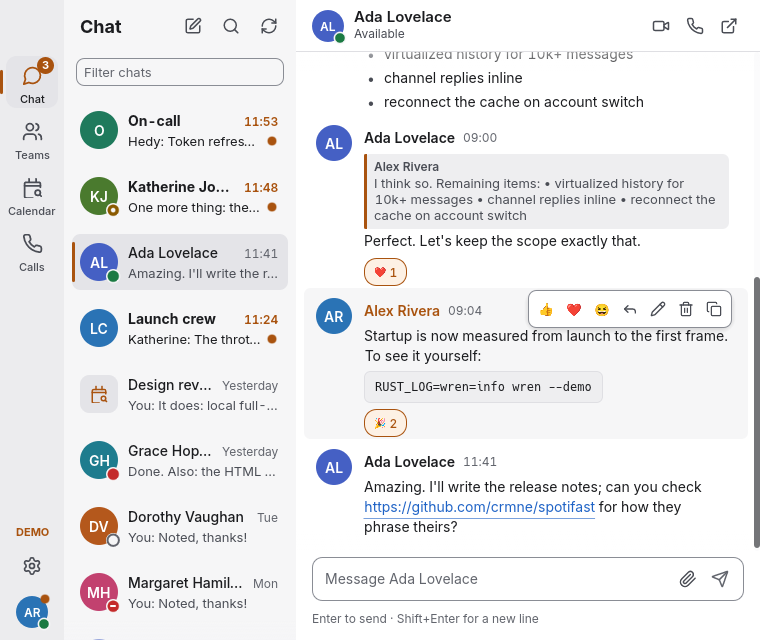 3
Chat
Teams
Calendar
Calls
DEMO
AR
Chat
Filter chats
O
On-call
11:53
Hedy: Token refres...
KJ
Katherine Jo...
11:48
One more thing: the...
AL
Ada Lovelace
11:41
Amazing. I'll write the r...
LC
Launch crew
11:24
Katherine: The throt...
Design rev...
Yesterday
You: It does: local full-...
GH
Grace Hop...
Yesterday
Done. Also: the HTML ...
DV
Dorothy Vaughan
Tue
You: Noted, thanks!
MH
Margaret Hamil...
Mon
You: Noted, thanks!
AL
Ada Lovelace
Available
• virtualized history for 10k+ messages
• channel replies inline
• reconnect the cache on account switch
AL
Ada Lovelace 09:00
Alex Rivera
I think so. Remaining items: • virtualized history for
10k+ messages • channel replies inline • reconnect the
cache on account switch
Perfect. Let's keep the scope exactly that.
❤️ 1
AR
Alex Rivera 09:04
👍 ❤️ 😆
Startup is now measured from launch to the first frame.
To see it yourself:
RUST_LOG=wren=info wren --demo
🎉 2
AL
Ada Lovelace 11:41
Amazing. I'll write the release notes; can you check
https://github.com/crmne/spotifast for how they
phrase theirs?
Message Ada Lovelace
Enter to send · Shift+Enter for a new line